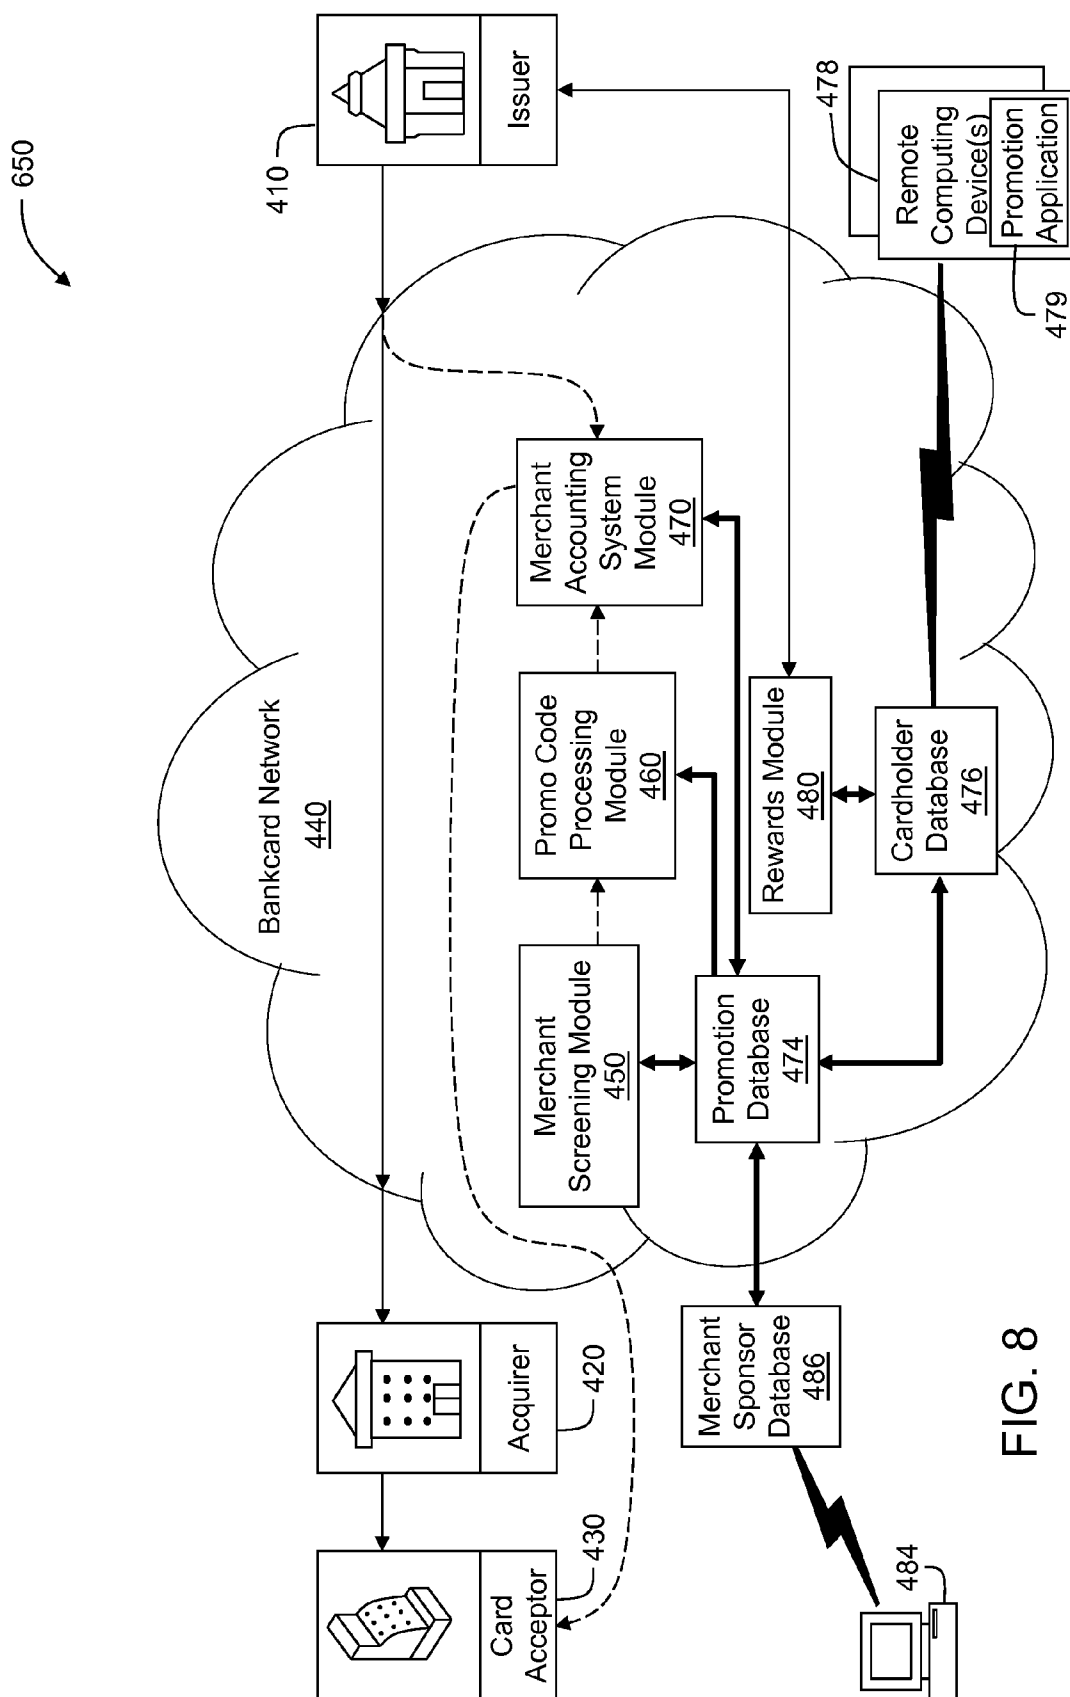 650
Card
Acceptor
430
Acquirer
420
Issuer
410
Bankcard Network
440
Merchant
Screening Module
450
Promo Code
Processing
Module
460
Merchant
Accounting
System
Module
470
Merchant
Sponsor
Database
486
Promotion
Database
474
Rewards Module
480
Cardholder
Database
476
Remote
Computing
Device(s)
478
Promotion
Application
479
484
FIG. 8